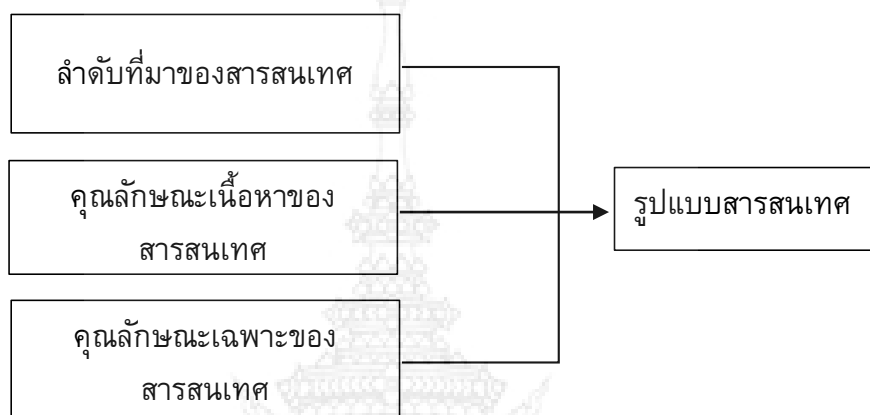 ลำดับที่มาของสารสนเทศ
คุณลักษณะเนื้อหาของ
สารสนเทศ
รูปแบบสารสนเทศ
คุณลักษณะเฉพาะของ
สารสนเทศ